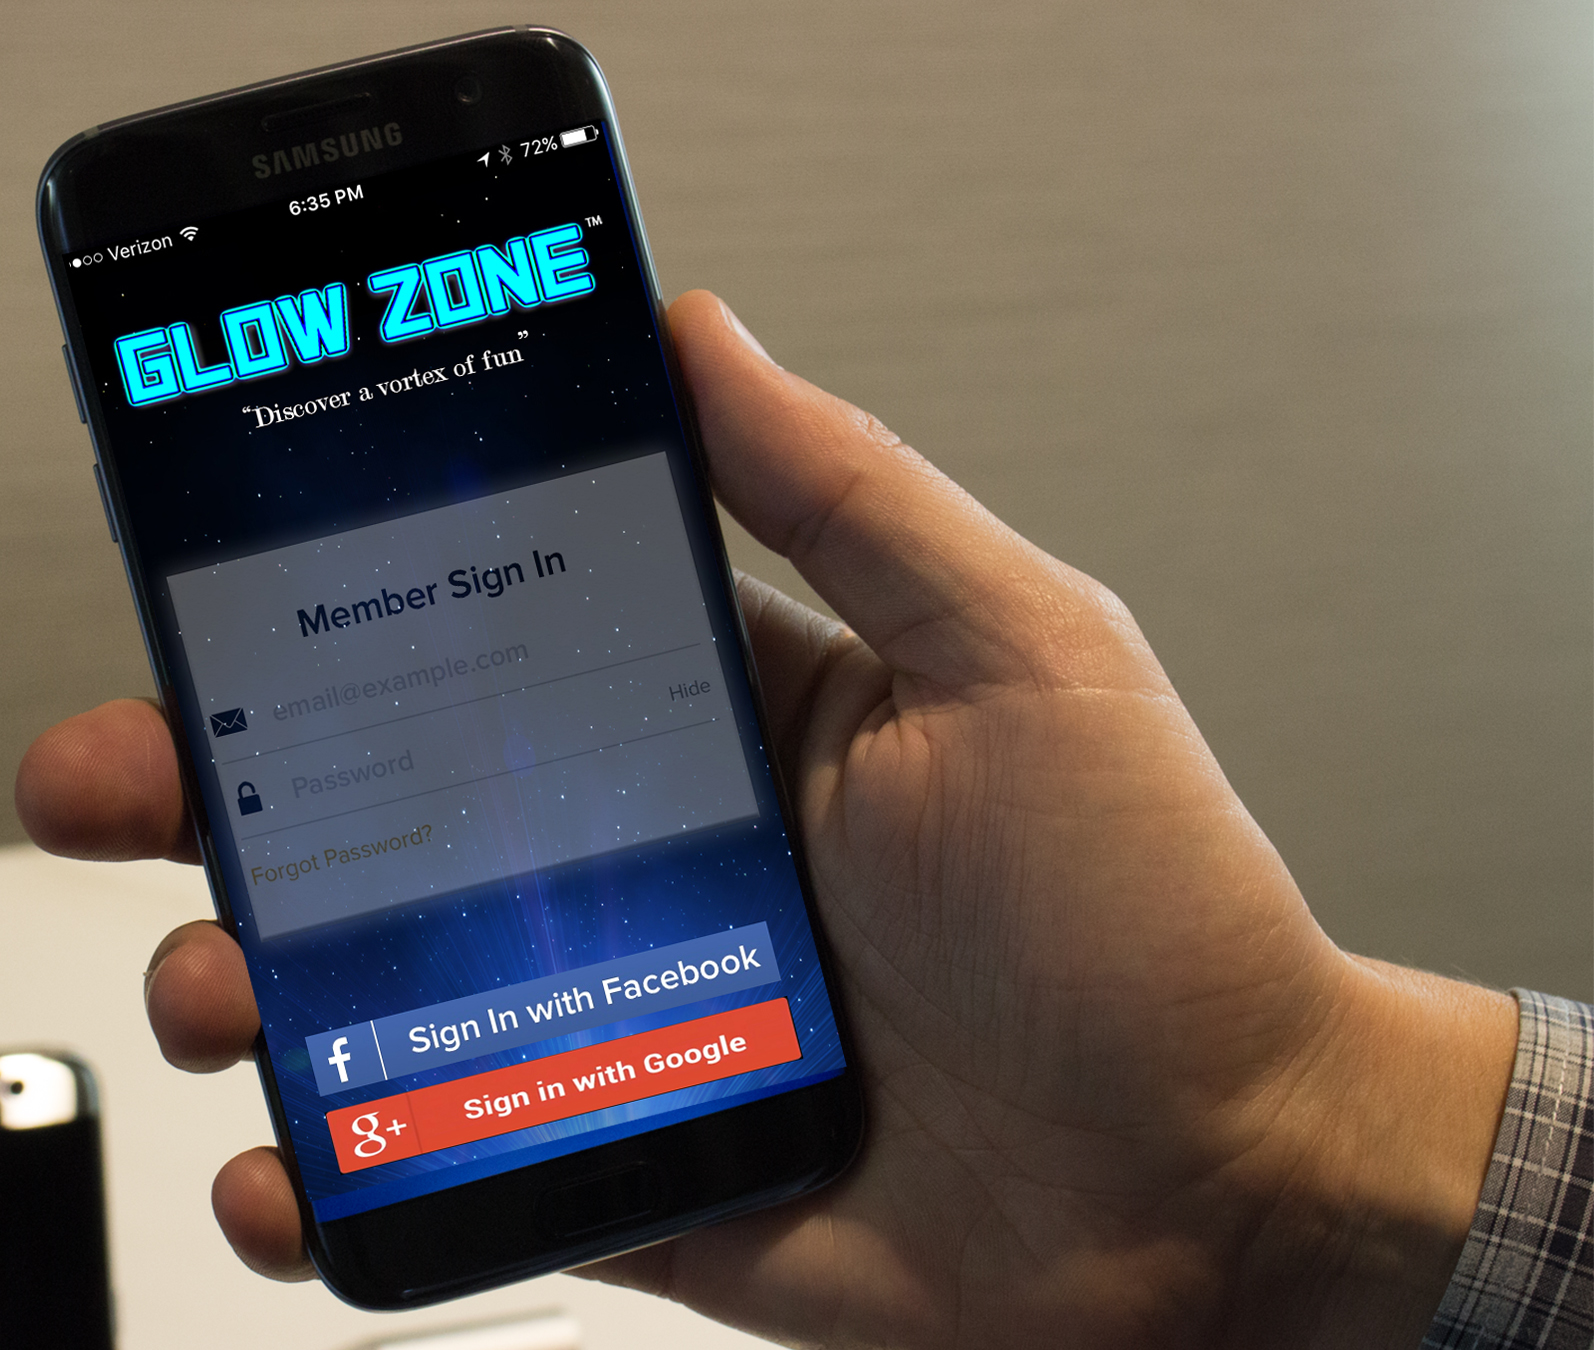 SAMSUNG
Verizon 6:35 PM 72%
GLOW ZONE™
“Discover a vortex of fun”
Member Sign In
email@example.com
Password Hide
Forgot Password?
f Sign In with Facebook
g+ Sign in with Google